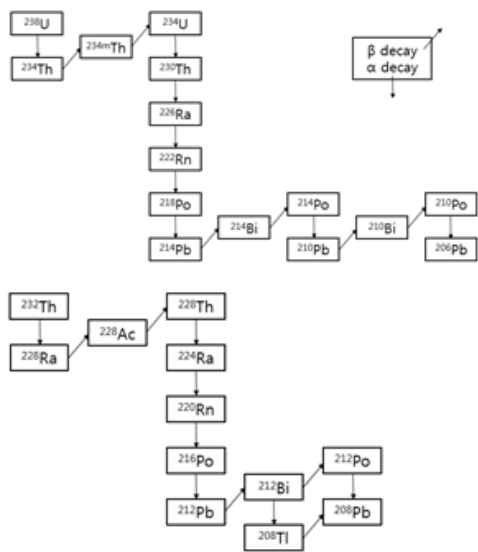 ²³⁸U
²³⁴U
²³⁴ᵐTh
²³⁴Th
²³⁰Th
β decay
α decay
²²⁶Ra
²²²Rn
²¹⁸Po
²¹⁴Po
²¹⁰Po
²¹⁴Bi
²¹⁰Bi
²¹⁴Pb
²¹⁰Pb
²⁰⁶Pb
²³²Th
²²⁸Th
²²⁸Ac
²²⁸Ra
²²⁴Ra
²²⁰Rn
²¹⁶Po
²¹²Po
²¹²Bi
²¹²Pb
²⁰⁸Pb
²⁰⁸Tl